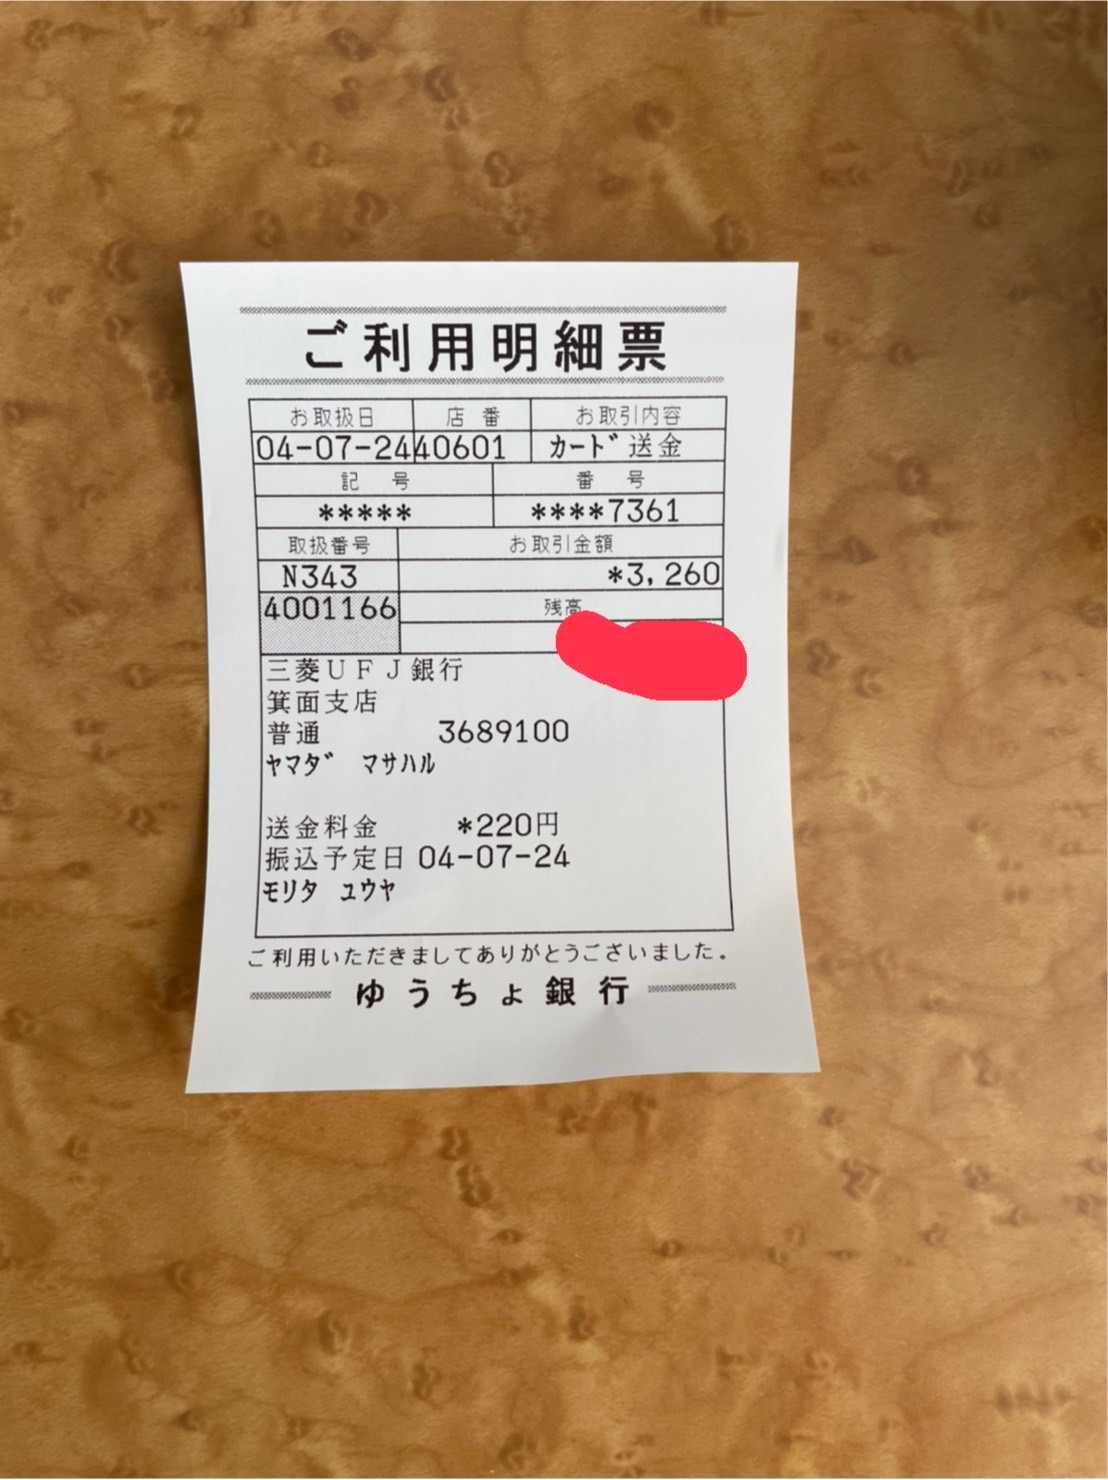 ご利用明細票
お取扱日 店番 お取引内容
04-07-24 40601 ｶｰﾄﾞ送金
記号 番号
***** ****7361
取扱番号 お取引金額
N343 *3,260
4001166 残高
三菱ＵＦＪ銀行
箕面支店
普通 3689100
ﾔﾏﾀﾞ ﾏｻﾊﾙ
送金料金 *220円
振込予定日 04-07-24
ﾓﾘﾀ ﾕｳﾔ
ご利用いただきましてありがとうございました。
ゆうちょ銀行